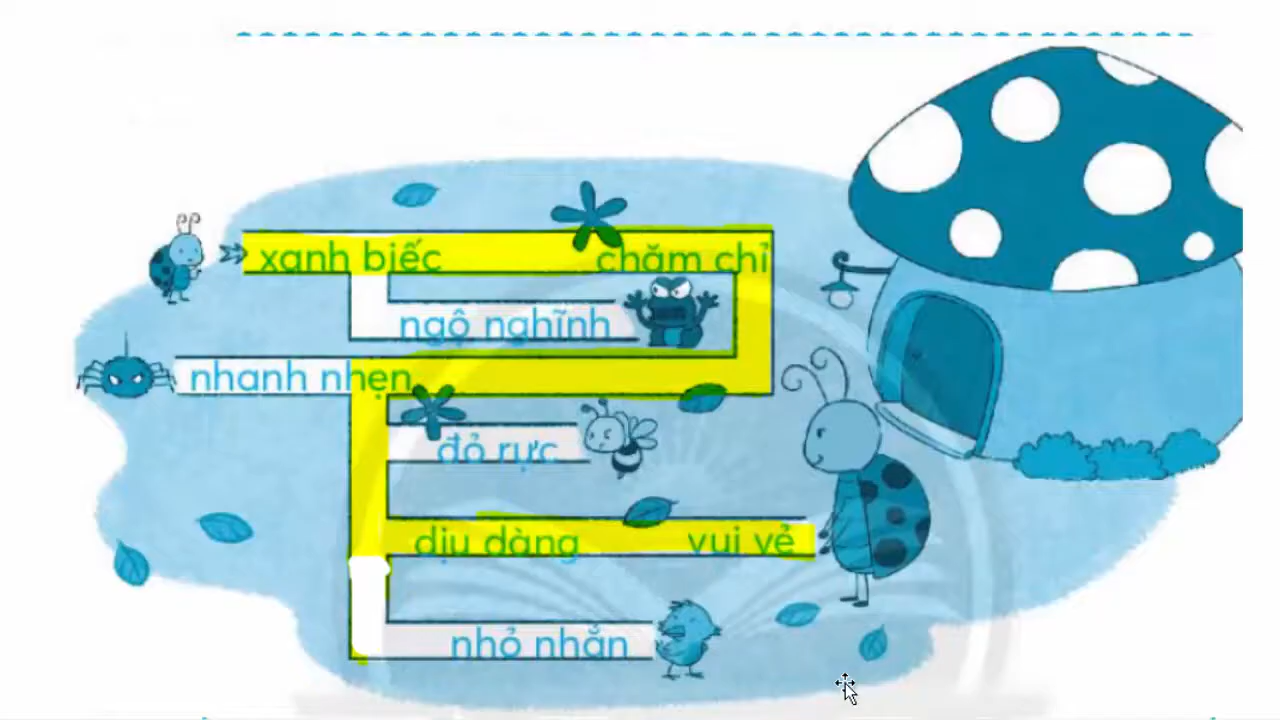 xanh biếc chăm chỉ
ngộ nghĩnh
nhanh nhẹn
đỏ rực
dịu dàng vui vẻ
nhỏ nhắn